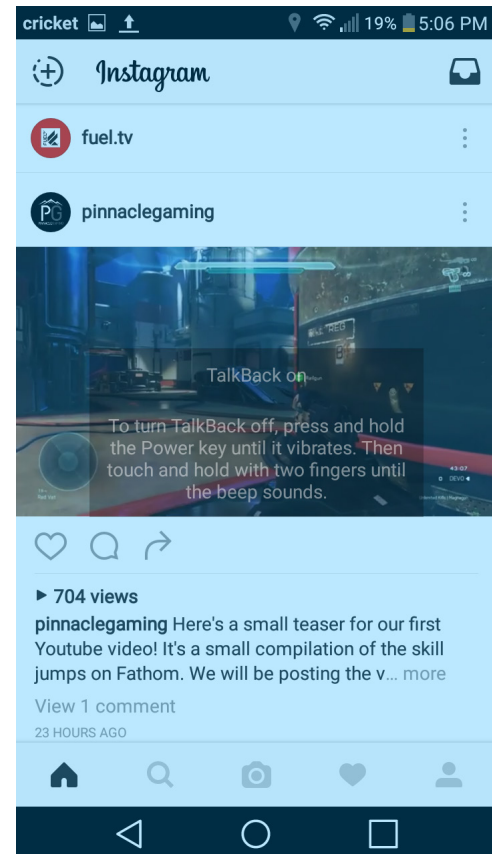 cricket 19% 5:06 PM
Instagram
fuel.tv
pinnaclegaming
PG
TalkBack on
To turn TalkBack off, press and hold
the Power key until it vibrates. Then
touch and hold with two fingers until
the beep sounds.
43:07
704 views
pinnaclegaming Here's a small teaser for our first
Youtube video! It's a small compilation of the skill
jumps on Fathom. We will be posting the v... more
View 1 comment
23 HOURS AGO